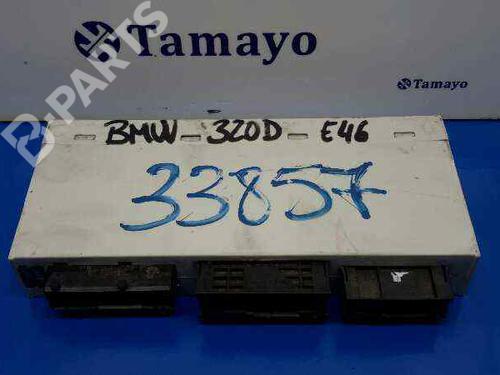 Tamayo
Tamayo
B-PARTS
BMW - 320D - E46
33857